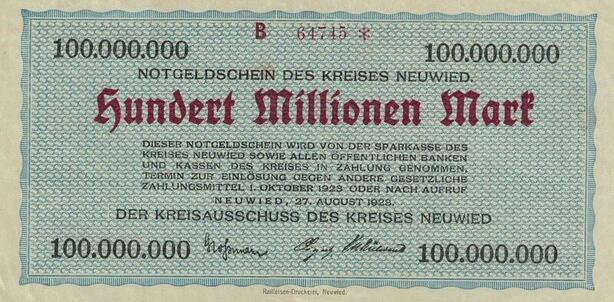 B 64745 *
100.000.000 100.000.000
NOTGELDSCHEIN DES KREISES NEUWIED.
Hundert Millionen Mark
DIESER NOTGELDSCHEIN WIRD VON DER SPARKASSE DES
KREISES NEUWIED SOWIE ALLEN ÖFFENTLICHEN BANKEN
UND KASSEN DES KREISES IN ZAHLUNG GENOMMEN,
TERMIN ZUR EINLÖSUNG GEGEN ANDERE GESETZLICHE
ZAHLUNGSMITTEL 1. OKTOBER 1923 ODER NACH AUFRUF
NEUWIED, 27. AUGUST 1923.
DER KREISAUSSCHUSS DES KREISES NEUWIED
100.000.000 100.000.000
Raiffeisen-Druckerei, Neuwied.